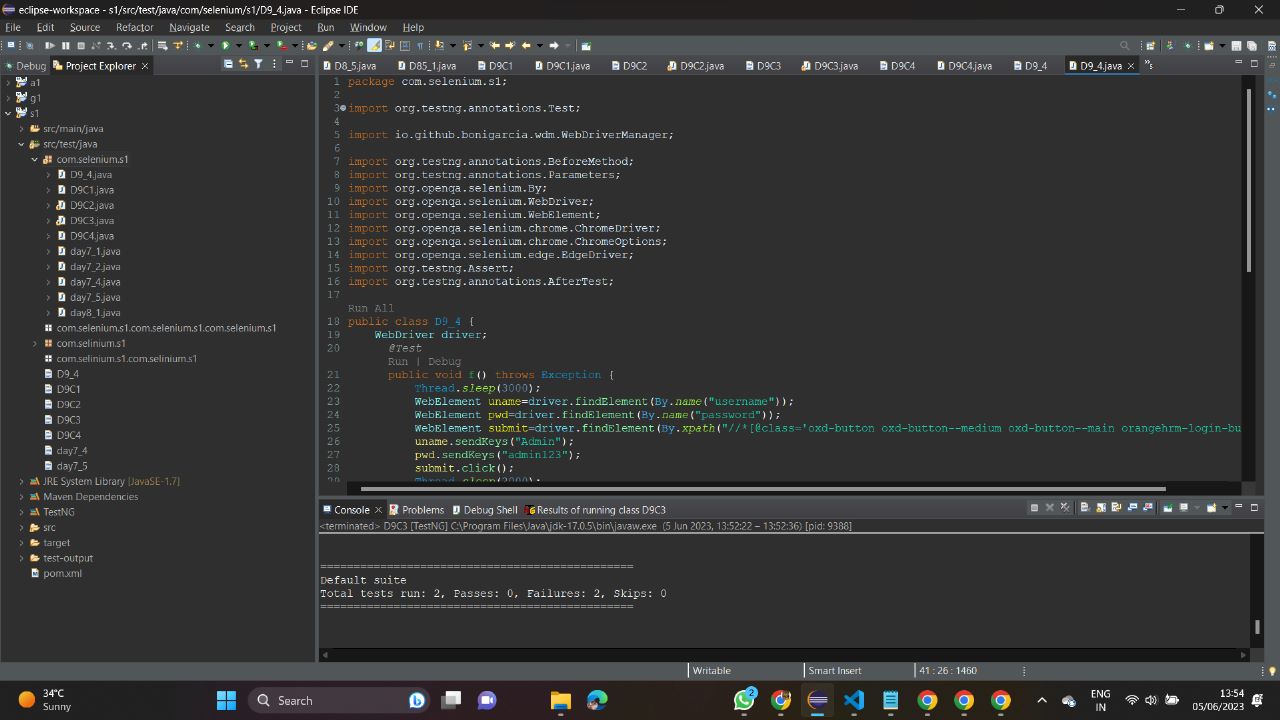 eclipse-workspace - s1/src/test/java/com/selenium/s1/D9_4.java - Eclipse IDE
File Edit Source Refactor Navigate Search Project Run Window Help
Debug Project Explorer
D8_5.java D85_1.java D9C1 D9C1.java D9C2 D9C2.java D9C3 D9C3.java D9C4 D9C4.java D9_4 D9_4.java
a1
g1
s1
src/main/java
src/test/java
com.selenium.s1
D9_4.java
D9C1.java
D9C2.java
D9C3.java
D9C4.java
day7_1.java
day7_2.java
day7_4.java
day7_5.java
day8_1.java
com.selenium.s1.com.selenium.s1.com.selenium.s1
com.selinium.s1
com.selinium.s1.com.selinium.s1
D9_4
D9C1
D9C2
D9C3
D9C4
day7_4
day7_5
JRE System Library [JavaSE-1.7]
Maven Dependencies
TestNG
src
target
test-output
pom.xml
1 package com.selenium.s1;
2
3 import org.testng.annotations.Test;
4
5 import io.github.bonigarcia.wdm.WebDriverManager;
6
7 import org.testng.annotations.BeforeMethod;
8 import org.testng.annotations.Parameters;
9 import org.openqa.selenium.By;
10 import org.openqa.selenium.WebDriver;
11 import org.openqa.selenium.WebElement;
12 import org.openqa.selenium.chrome.ChromeDriver;
13 import org.openqa.selenium.chrome.ChromeOptions;
14 import org.openqa.selenium.edge.EdgeDriver;
15 import org.testng.Assert;
16 import org.testng.annotations.AfterTest;
17
Run All
18 public class D9_4 {
19 WebDriver driver;
20 @Test
Run | Debug
21 public void f() throws Exception {
22 Thread.sleep(3000);
23 WebElement uname=driver.findElement(By.name("username"));
24 WebElement pwd=driver.findElement(By.name("password"));
25 WebElement submit=driver.findElement(By.xpath("//*[@class='oxd-button oxd-button--medium oxd-button--main orangehrm-login-bu
26 uname.sendKeys("Admin");
27 pwd.sendKeys("admin123");
28 submit.click();
29 Thread.sleep(3000);
Console Problems Debug Shell Results of running class D9C3
<terminated> D9C3 [TestNG] C:\Program Files\Java\jdk-17.0.5\bin\javaw.exe (5 Jun 2023, 13:52:22 – 13:52:36) [pid: 9388]
===============================================
Default suite
Total tests run: 2, Passes: 0, Failures: 2, Skips: 0
===============================================
Writable Smart Insert 41 : 26 : 1460
34°C
Sunny
Search
2
ENG
IN
13:54
05/06/2023